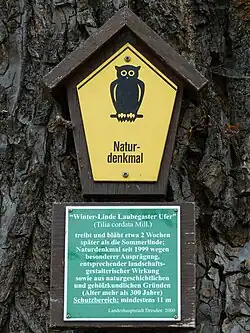 Natur-
denkmal
"Winter-Linde Laubegaster Ufer"
(Tilia cordata Mill.)
treibt und blüht etwa 2 Wochen
später als die Sommerlinde;
Naturdenkmal seit 1999 wegen
besonderer Ausprägung,
entsprechender landschafts-
gestalterischer Wirkung
sowie aus naturgeschichtlichen
und gehölzkundlichen Gründen
(Alter mehr als 300 Jahre)
Schutzbereich: mindestens 11 m
Landeshauptstadt Dresden 2000